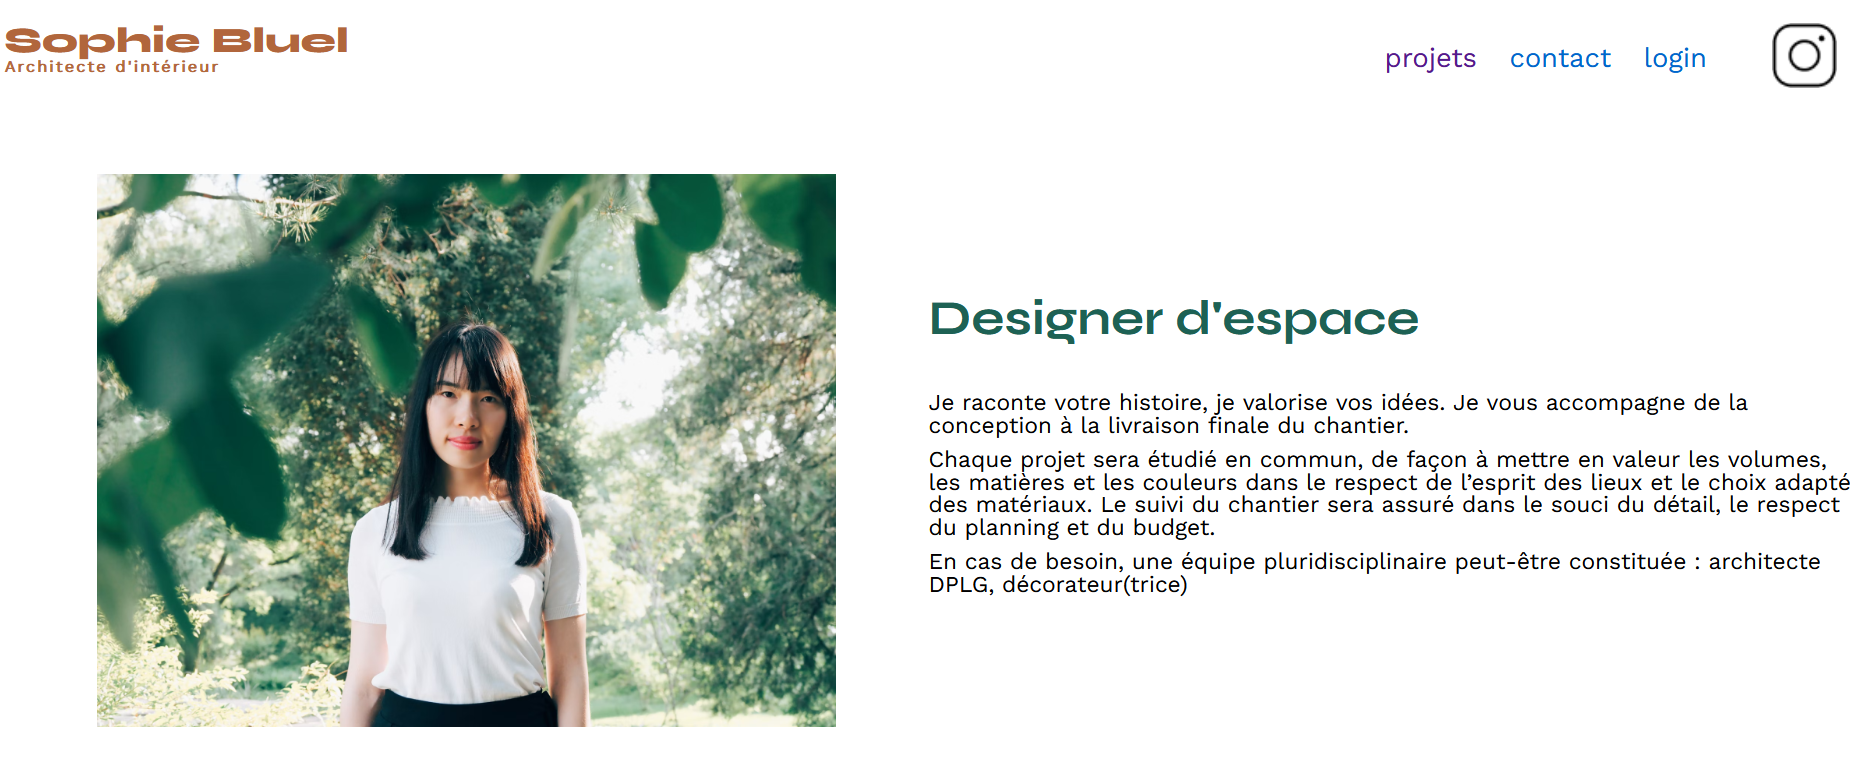 Sophie Bluel
Architecte d'intérieur
projets contact login
Designer d'espace
Je raconte votre histoire, je valorise vos idées. Je vous accompagne de la
conception à la livraison finale du chantier.
Chaque projet sera étudié en commun, de façon à mettre en valeur les volumes,
les matières et les couleurs dans le respect de l’esprit des lieux et le choix adapté
des matériaux. Le suivi du chantier sera assuré dans le souci du détail, le respect
du planning et du budget.
En cas de besoin, une équipe pluridisciplinaire peut-être constituée : architecte
DPLG, décorateur(trice)